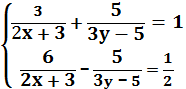 { 3/(2x + 3) + 5/(3y − 5) = 1
6/(2x + 3) − 5/(3y − 5) = 1/2